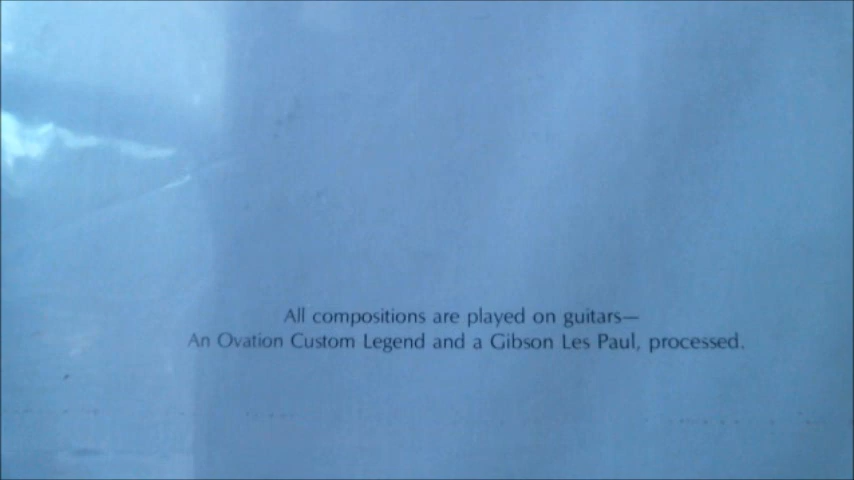 All compositions are played on guitars—
An Ovation Custom Legend and a Gibson Les Paul, processed.